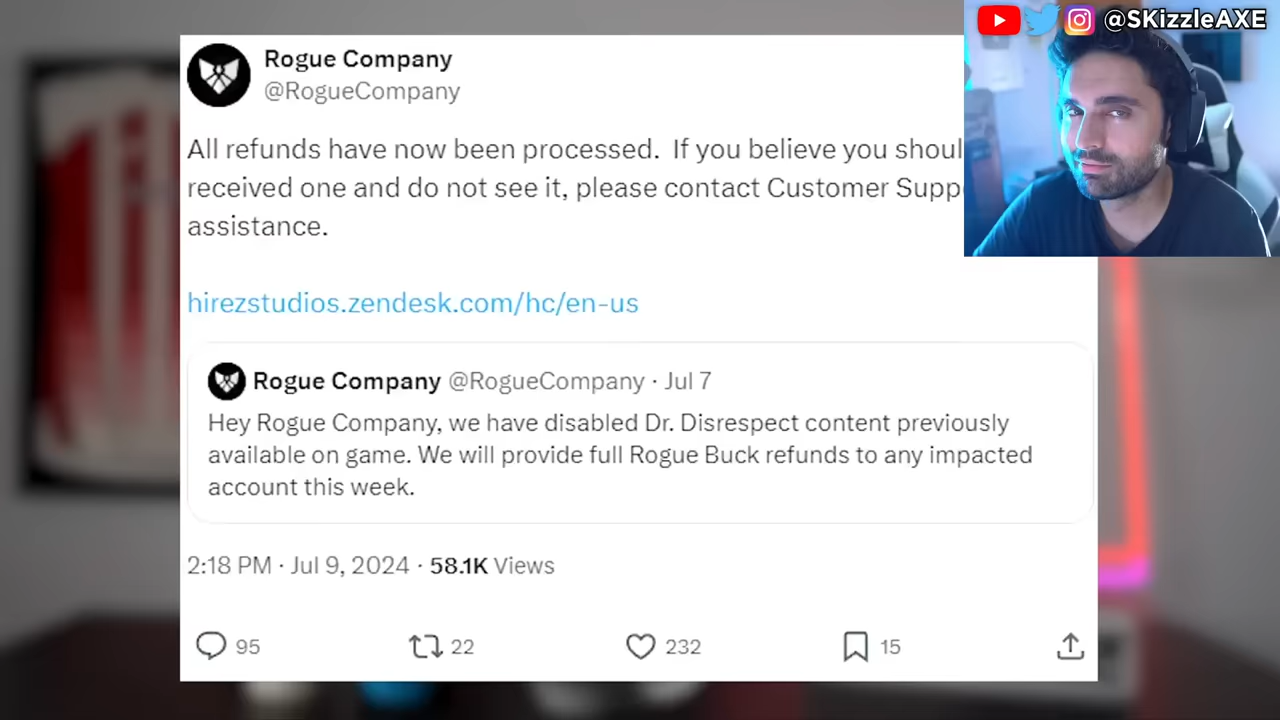 @SKizzleAXE
Rogue Company
@RogueCompany
All refunds have now been processed. If you believe you
received one and do not see it, please contact Customer
assistance.
hirezstudios.zendesk.com/hc/en-us
Rogue Company @RogueCompany · Jul 7
Hey Rogue Company, we have disabled Dr. Disrespect content previously
available on game. We will provide full Rogue Buck refunds to any impacted
account this week.
2:18 PM · Jul 9, 2024 · 58.1K Views
95 22 232 15